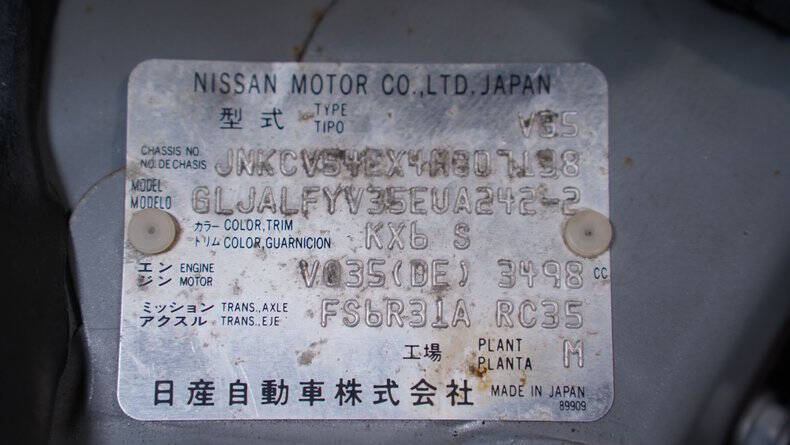 NISSAN MOTOR CO.,LTD.JAPAN
型式 TYPE TIPO V35
CHASSIS NO. NO.DE CHASIS JNKCV54EX4M807198
MODEL MODELO GLJALFYV35EUA242-2
カラー COLOR,TRIM
トリム COLOR,GUARNICION KX6 S
エンジン ENGINE MOTOR VQ35(DE) 3498 CC
ミッション TRANS.,AXLE
アクスル TRANS.,EJE FS6R31A RC35
工場 PLANT PLANTA M
日産自動車株式会社 MADE IN JAPAN
89909